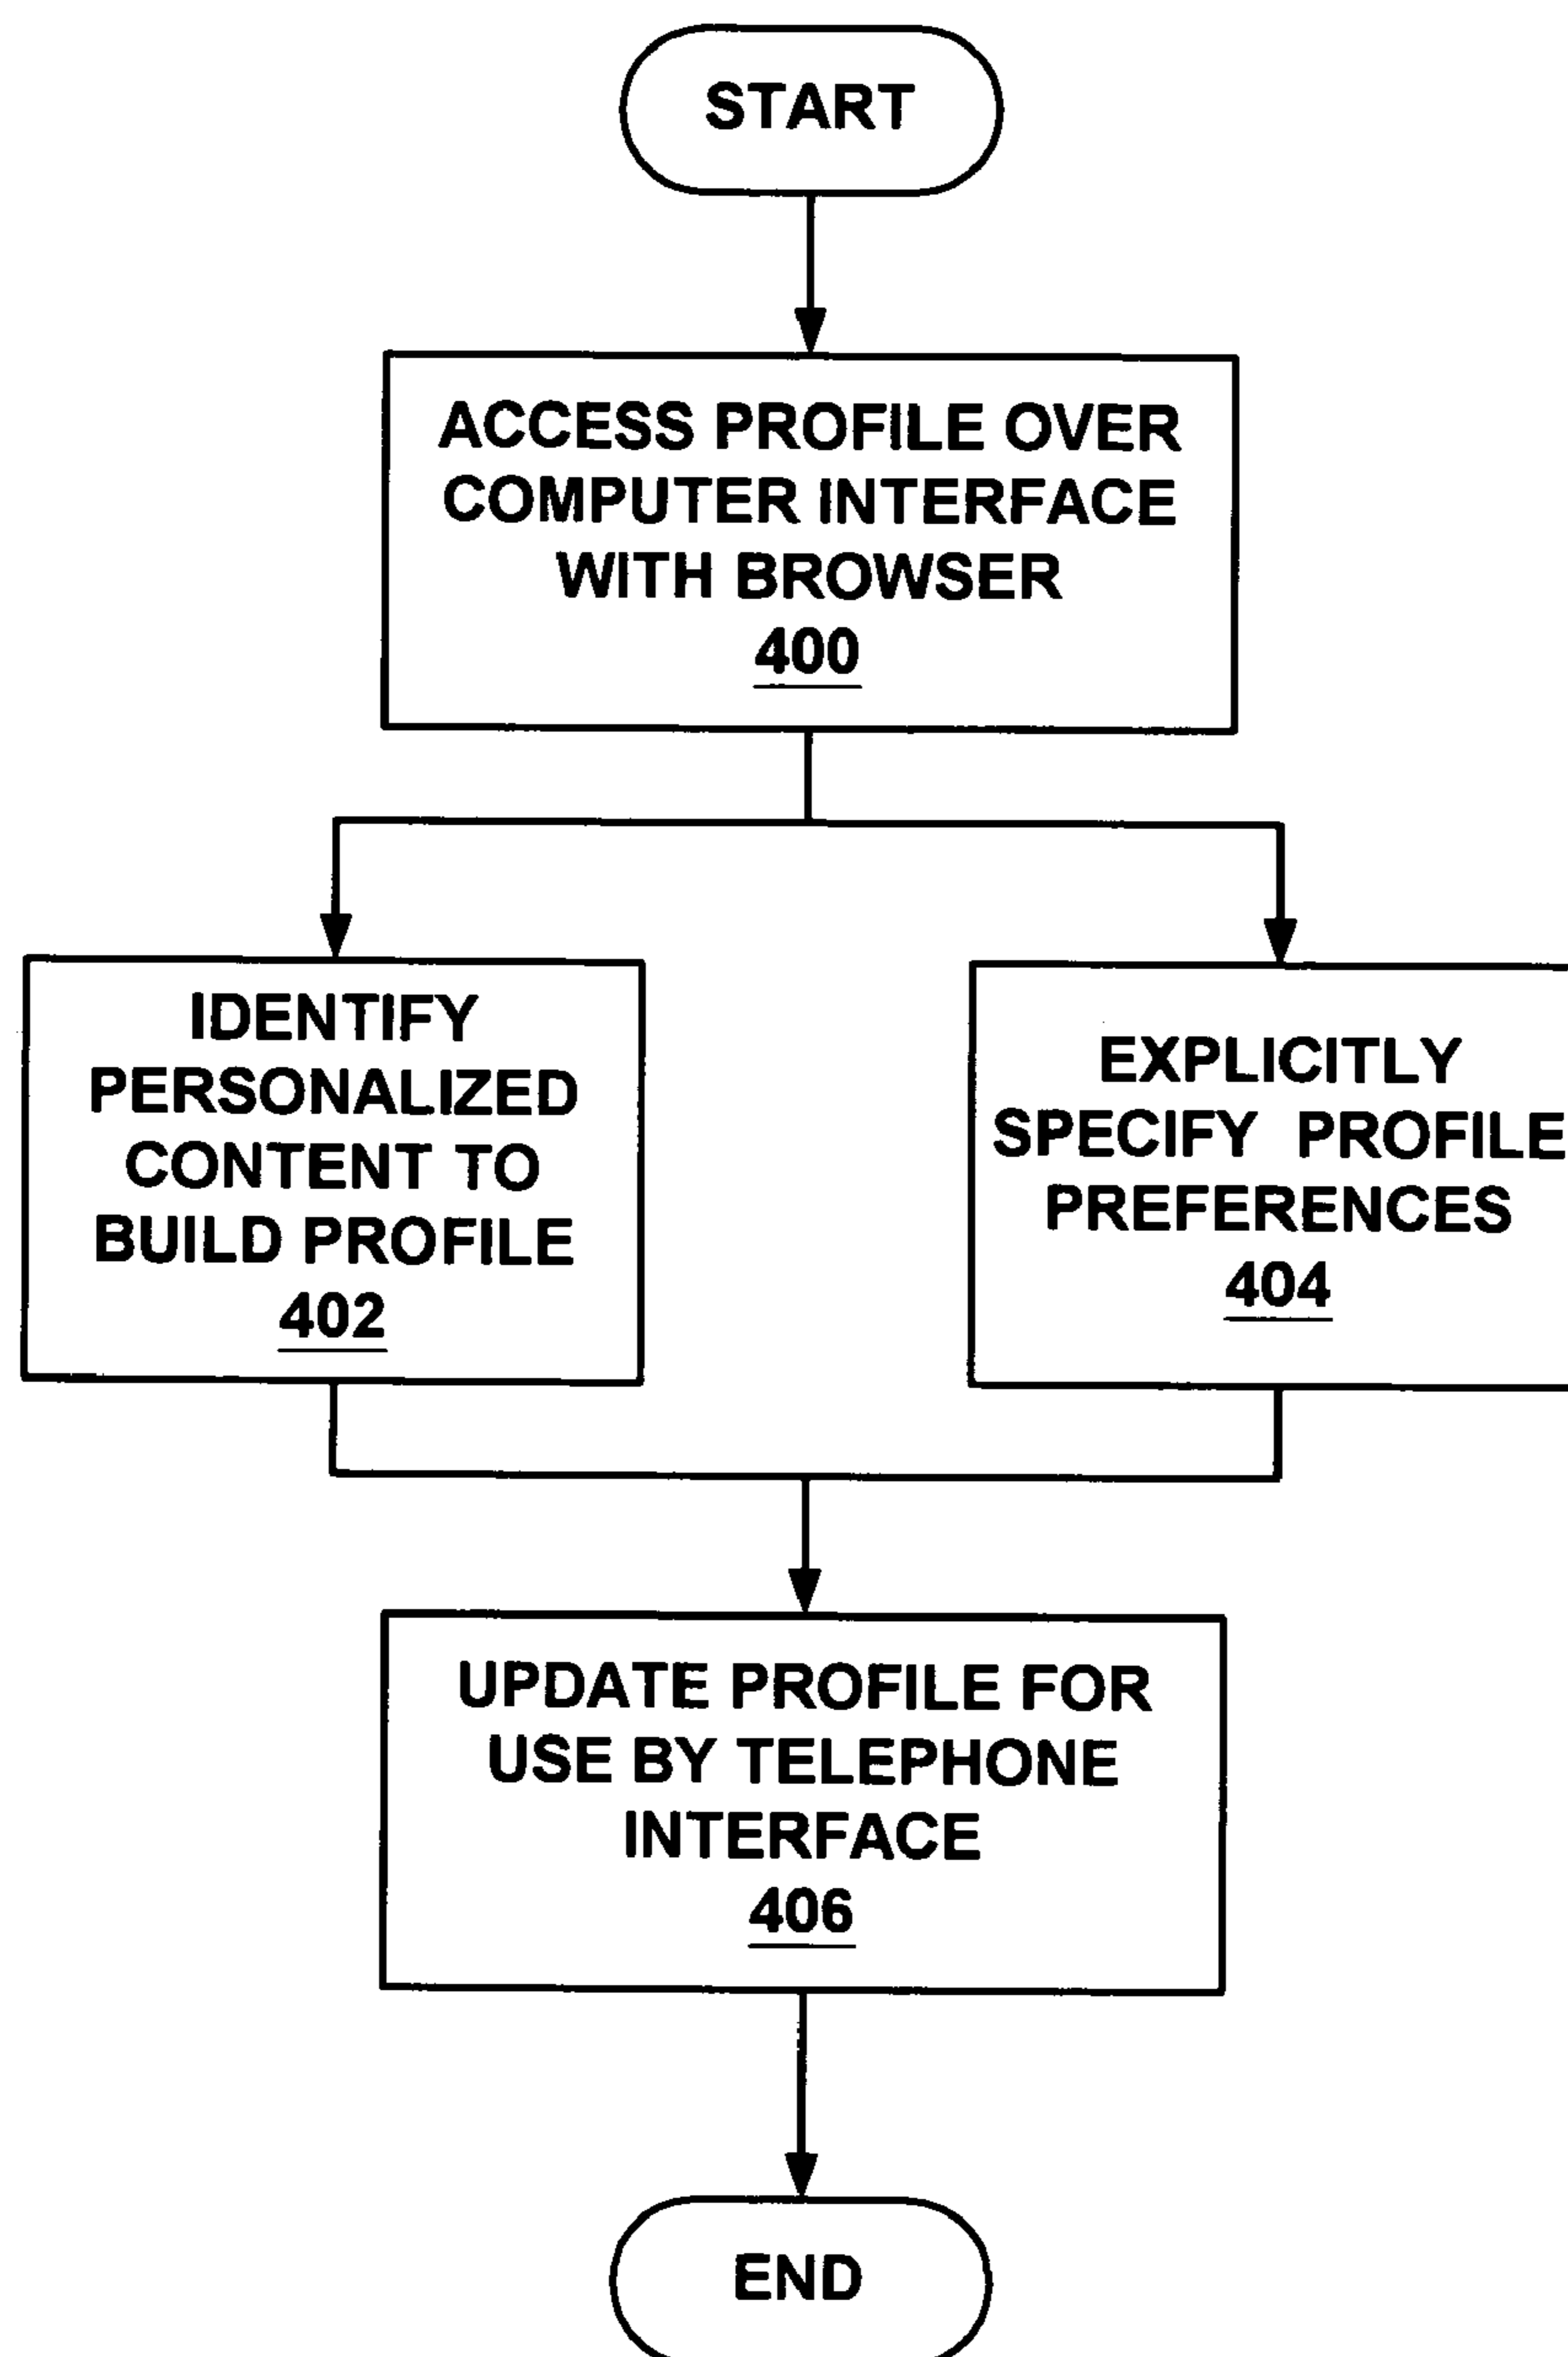 START
ACCESS PROFILE OVER
COMPUTER INTERFACE
WITH BROWSER
400
IDENTIFY
PERSONALIZED
CONTENT TO
BUILD PROFILE
402
EXPLICITLY
SPECIFY PROFILE
PREFERENCES
404
UPDATE PROFILE FOR
USE BY TELEPHONE
INTERFACE
406
END